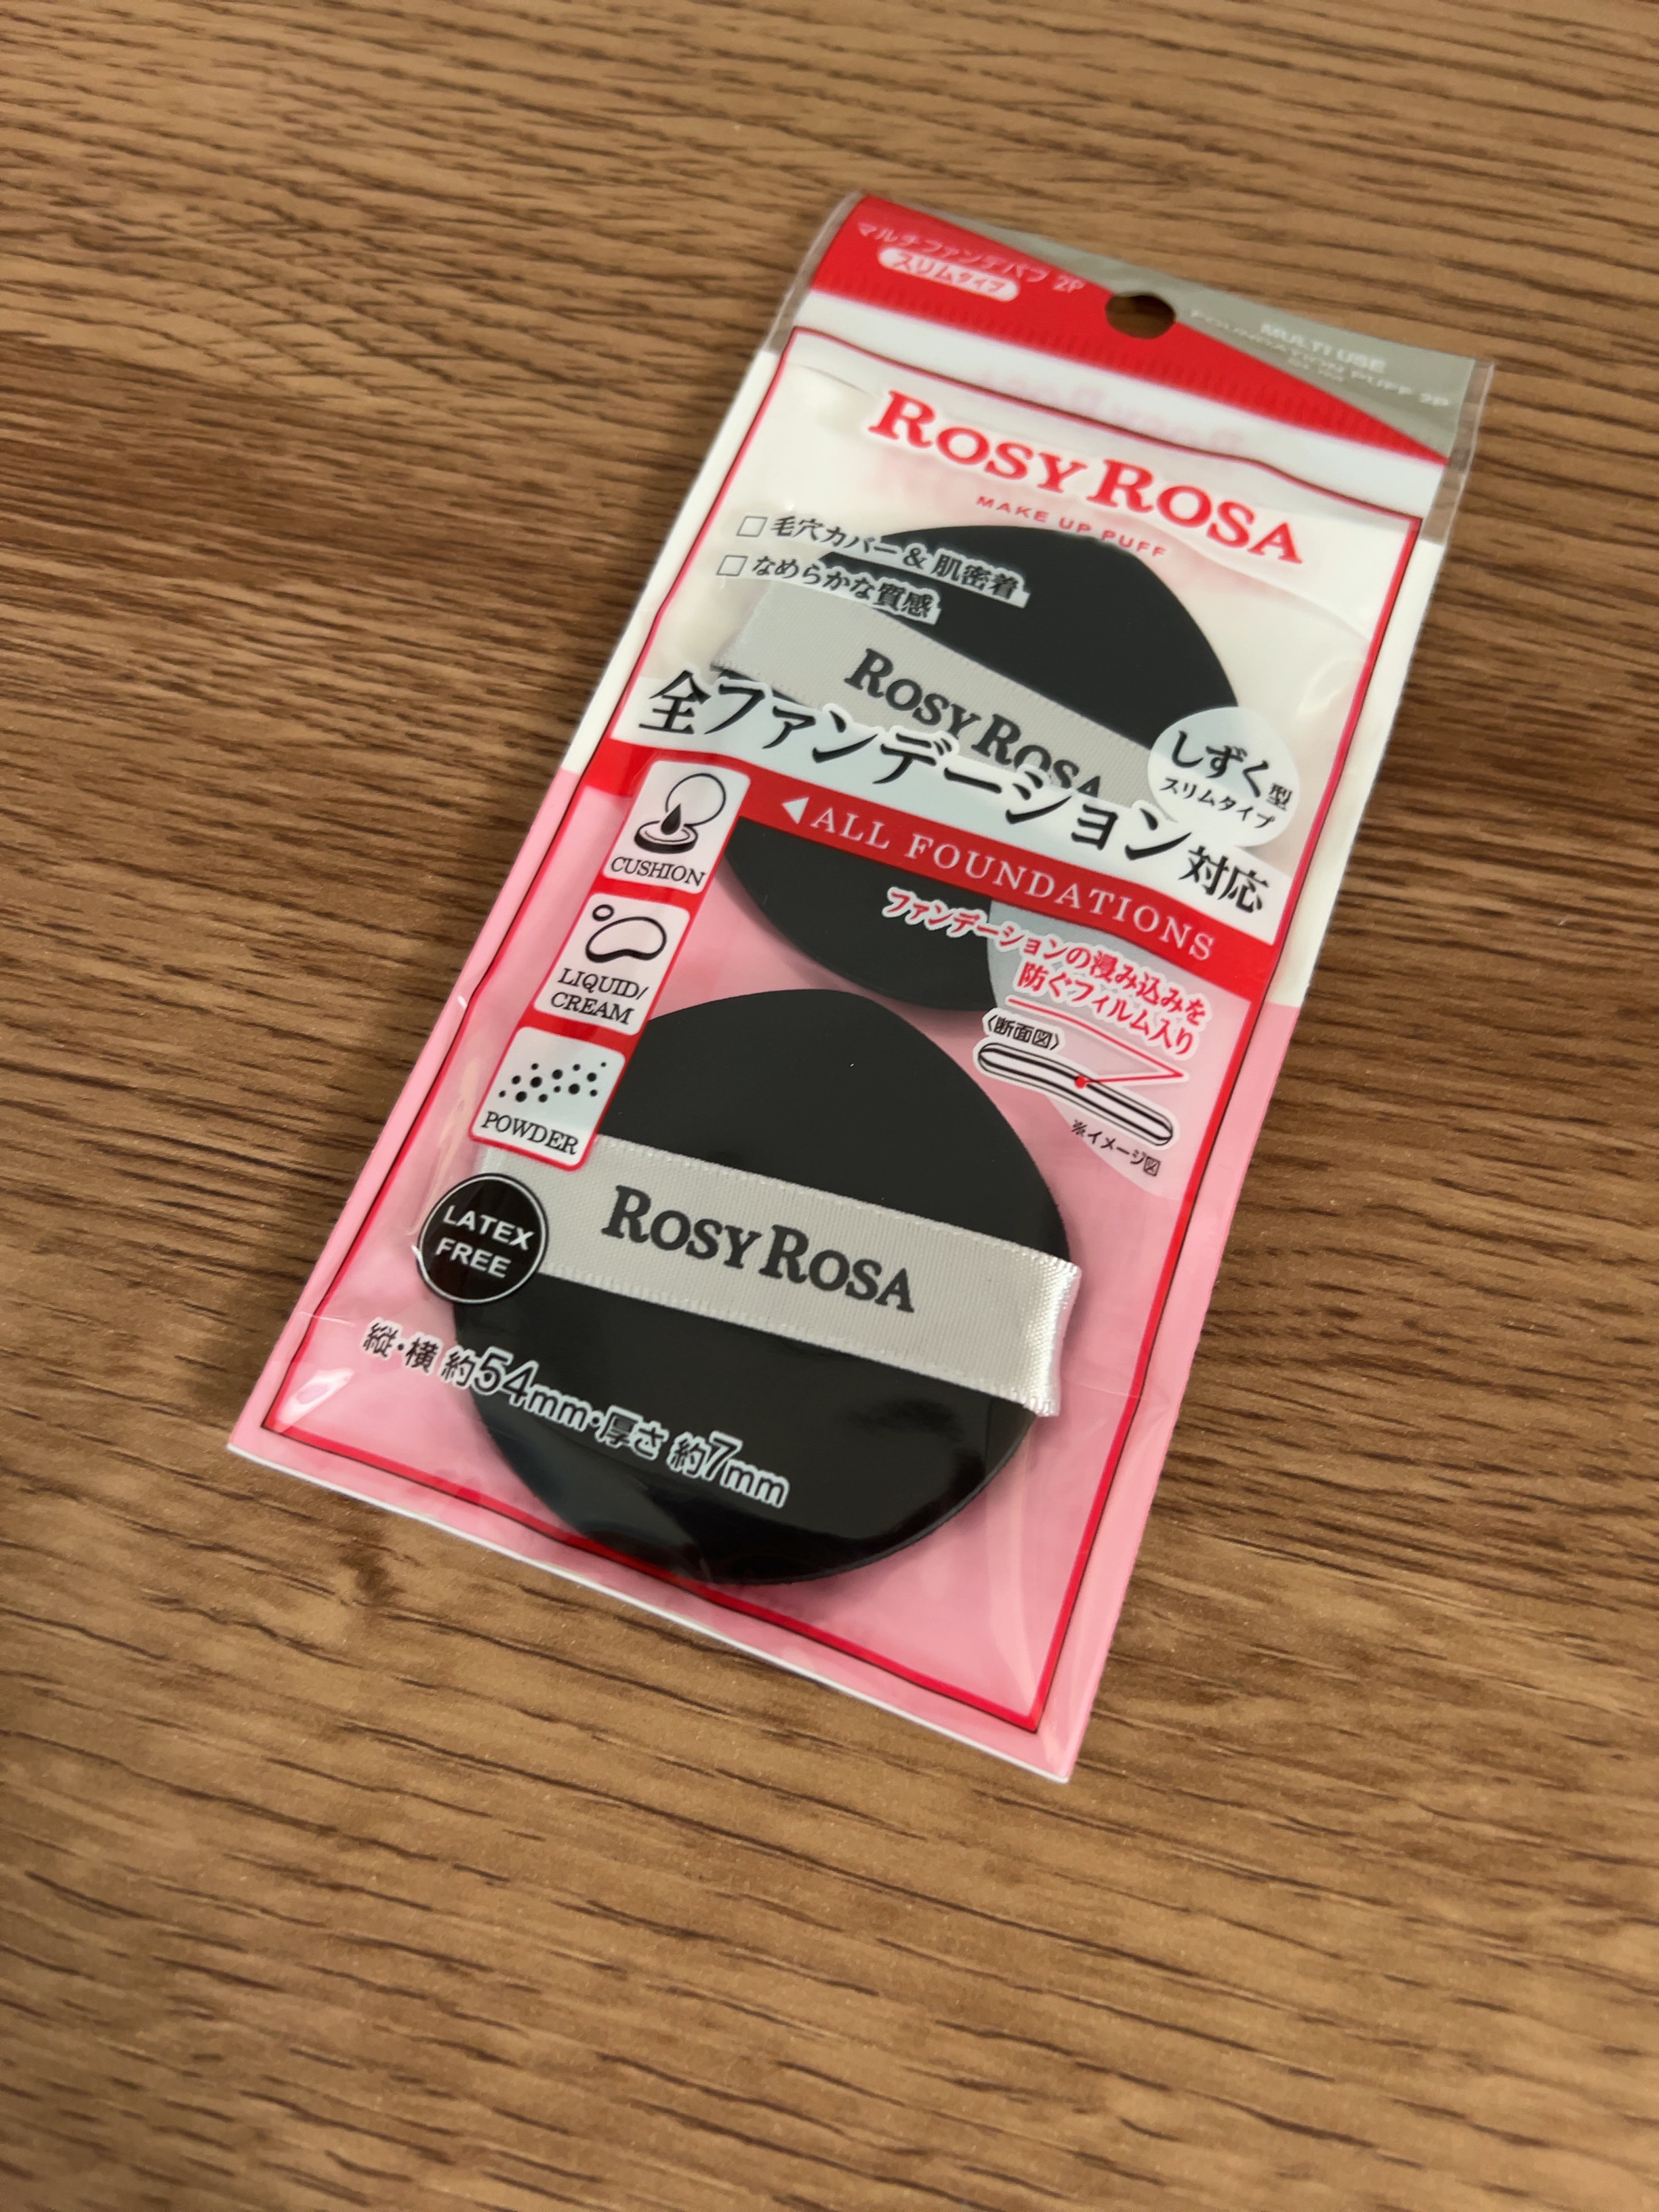 マルチファンデパフ 2P
スリムタイプ
MULTI USE
FOUNDATION PUFF 2P
SLIM
ROSY ROSA
MAKE UP PUFF
□毛穴カバー&肌密着
□なめらかな質感
ROSY ROSA
しずく型
スリムタイプ
全ファンデーション対応
◀ALL FOUNDATIONS
CUSHION
LIQUID/
CREAM
POWDER
ファンデーションの浸み込みを
防ぐフィルム入り
〈断面図〉
※イメージ図
ROSY ROSA
LATEX
FREE
縦・横 約54mm・厚さ 約7mm